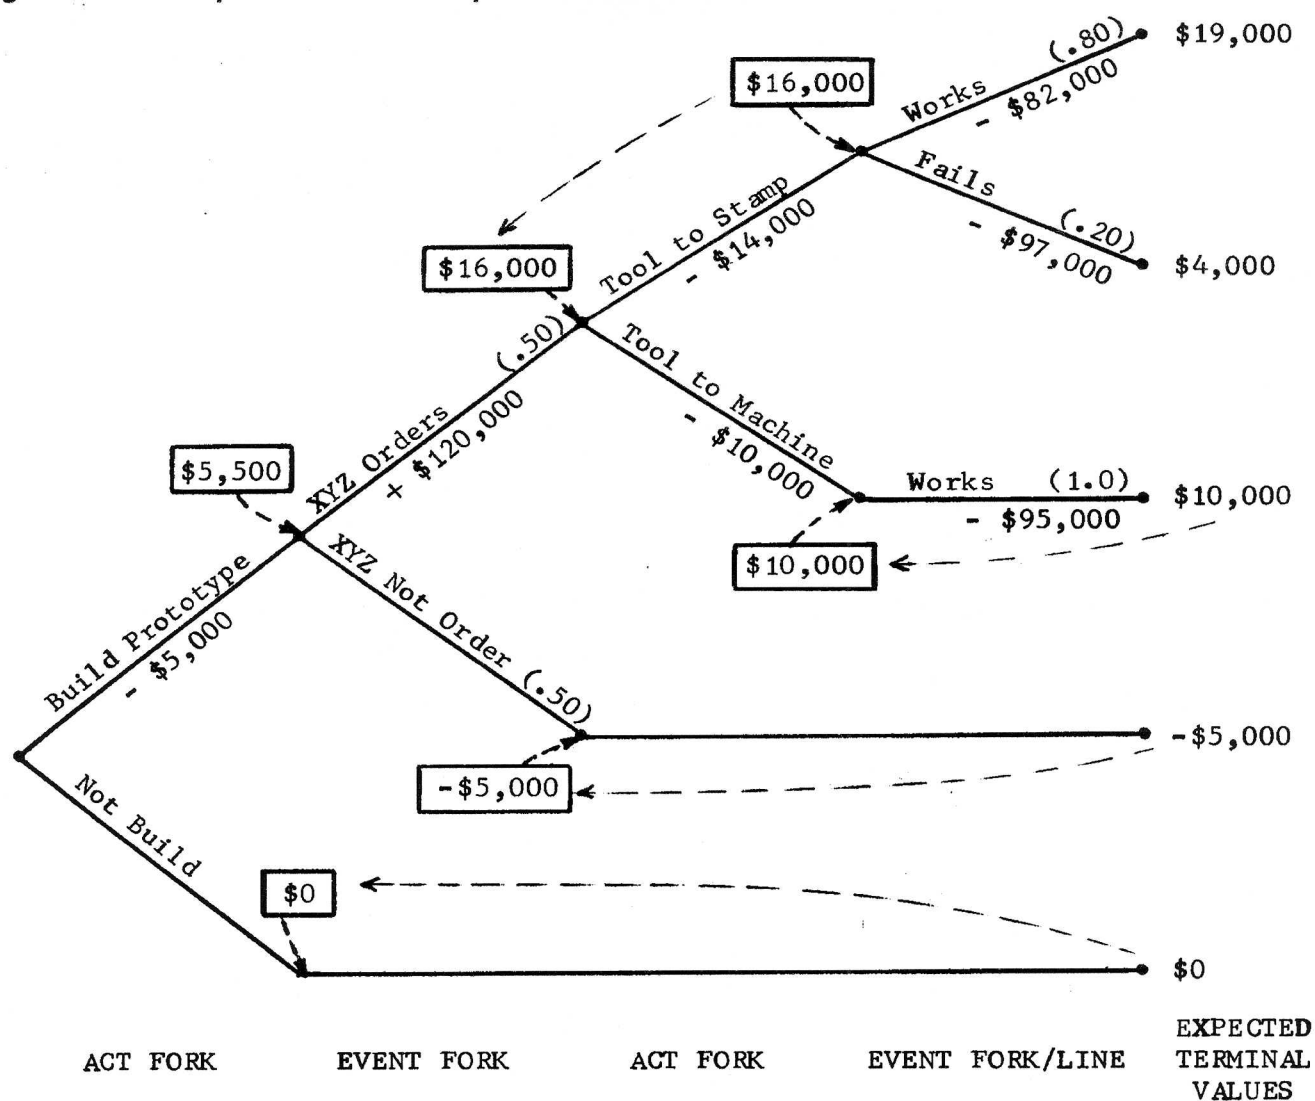 (.80)
$19,000
$16,000
Works
- $82,000
Fails
(.20)
- $97,000
$4,000
Tool to Stamp
- $14,000
$16,000
(.50)
Tool to Machine
- $10,000
XYZ Orders
+ $120,000
$5,500
Works (1.0)
- $95,000
$10,000
$10,000
XYZ Not Order (.50)
Build Prototype
- $5,000
-$5,000
-$5,000
Not Build
$0
$0
ACT FORK
EVENT FORK
ACT FORK
EVENT FORK/LINE
EXPECTED
TERMINAL
VALUES